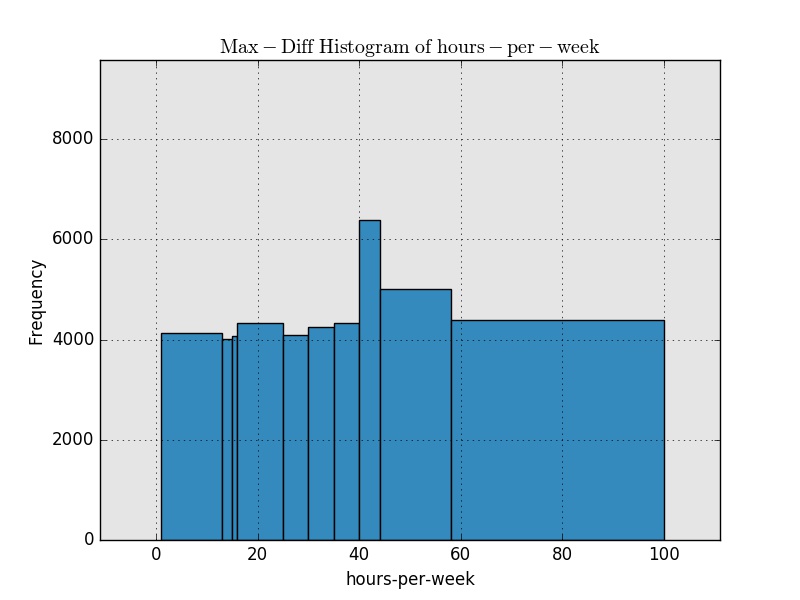 Max − Diff Histogram of hours − per − week
Frequency
8000
6000
4000
2000
0
0 20 40 60 80 100
hours-per-week